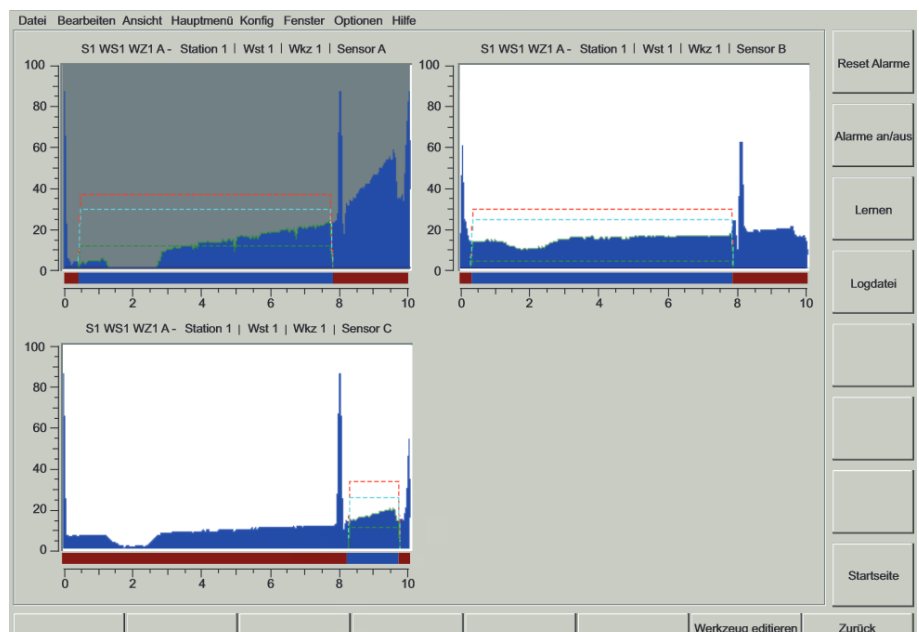 Datei Bearbeiten Ansicht Hauptmenü Konfig Fenster Optionen Hilfe
S1 WS1 WZ1 A - Station 1 | Wst 1 | Wkz 1 | Sensor A
100
80
60
40
20
0
0 2 4 6 8 10
S1 WS1 WZ1 A - Station 1 | Wst 1 | Wkz 1 | Sensor B
100
80
60
40
20
0
0 2 4 6 8 10
S1 WS1 WZ1 A - Station 1 | Wst 1 | Wkz 1 | Sensor C
100
80
60
40
20
0
0 2 4 6 8 10
Reset Alarme
Alarme an/aus
Lernen
Logdatei
Startseite
Werkzeug editieren
Zurück